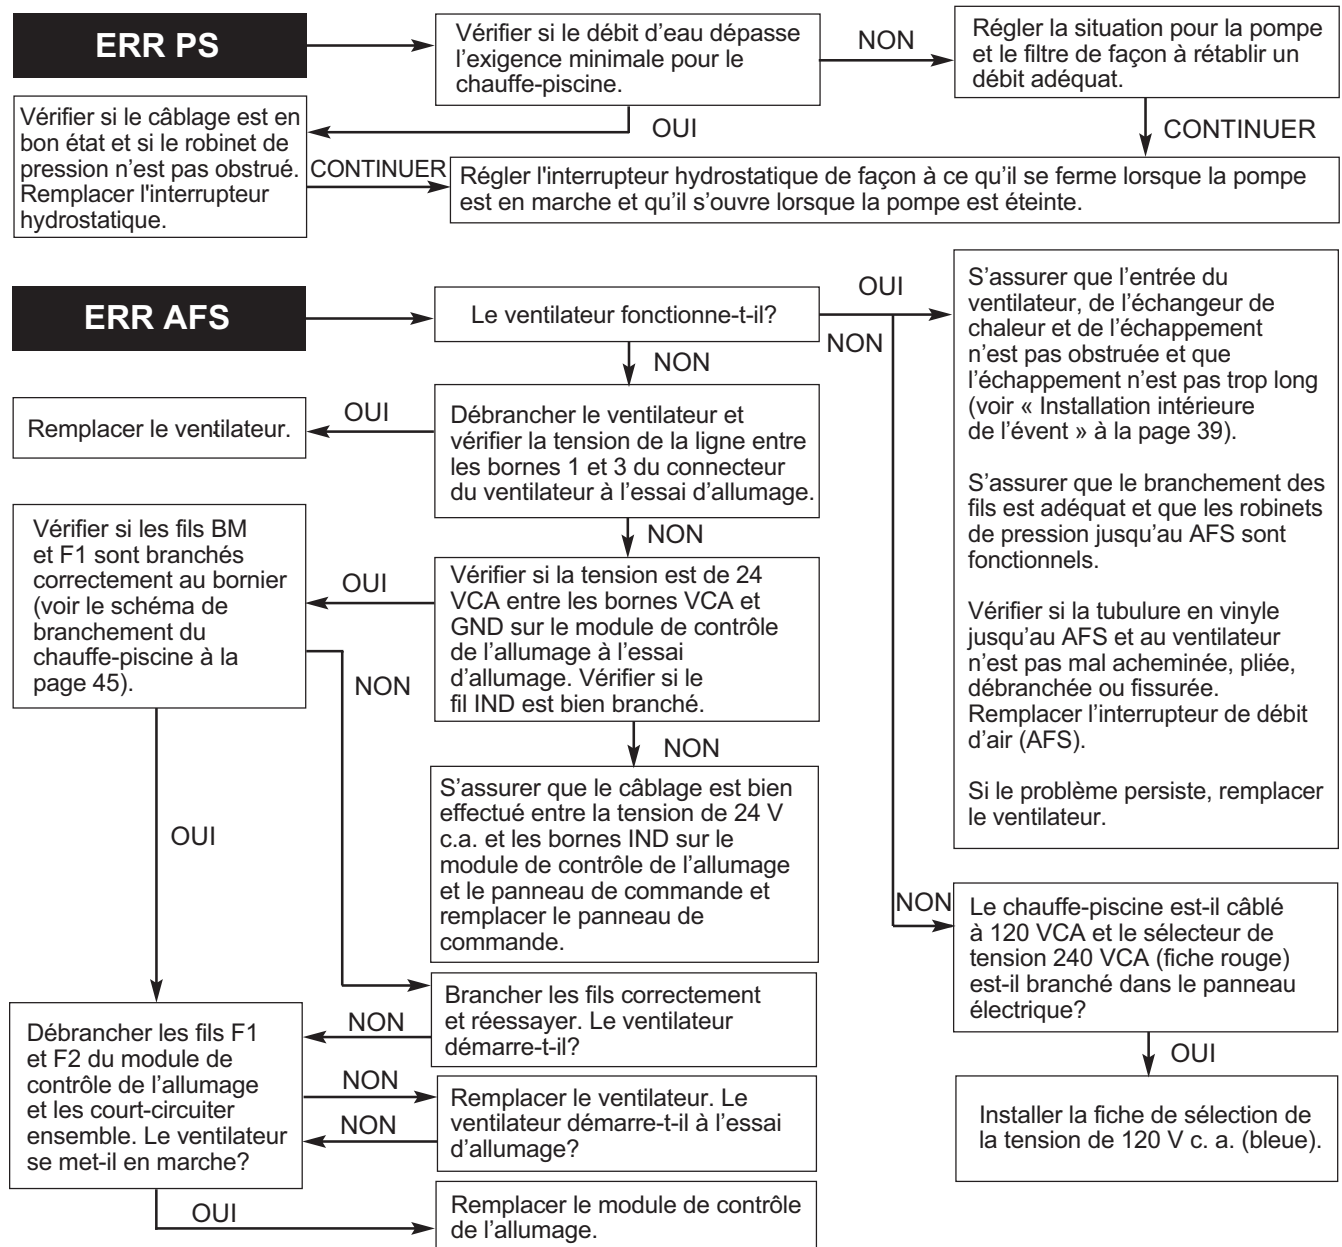 ERR PS
Vérifier si le débit d'eau dépasse
l'exigence minimale pour le
chauffe-piscine.
NON
Régler la situation pour la pompe
et le filtre de façon à rétablir un
débit adéquat.
OUI
CONTINUER
Vérifier si le câblage est en
bon état et si le robinet de
pression n'est pas obstrué.
Remplacer l'interrupteur
hydrostatique.
CONTINUER
Régler l'interrupteur hydrostatique de façon à ce qu'il se ferme lorsque la pompe
est en marche et qu'il s'ouvre lorsque la pompe est éteinte.
ERR AFS
Le ventilateur fonctionne-t-il?
OUI
NON
NON
S'assurer que l'entrée du
ventilateur, de l'échangeur de
chaleur et de l'échappement
n'est pas obstruée et que
l'échappement n'est pas trop long
(voir « Installation intérieure
de l'évent » à la page 39).
S'assurer que le branchement des
fils est adéquat et que les robinets
de pression jusqu'au AFS sont
fonctionnels.
Vérifier si la tubulure en vinyle
jusqu'au AFS et au ventilateur
n'est pas mal acheminée, pliée,
débranchée ou fissurée.
Remplacer l'interrupteur de débit
d'air (AFS).
Si le problème persiste, remplacer
le ventilateur.
Débrancher le ventilateur et
vérifier la tension de la ligne entre
les bornes 1 et 3 du connecteur
du ventilateur à l'essai d'allumage.
OUI
Remplacer le ventilateur.
NON
Vérifier si la tension est de 24
VCA entre les bornes VCA et
GND sur le module de contrôle
de l'allumage à l'essai
d'allumage. Vérifier si le
fil IND est bien branché.
OUI
Vérifier si les fils BM
et F1 sont branchés
correctement au bornier
(voir le schéma de
branchement du
chauffe-piscine à la
page 45).
NON
NON
S'assurer que le câblage est bien
effectué entre la tension de 24 V
c.a. et les bornes IND sur le
module de contrôle de l'allumage
et le panneau de commande et
remplacer le panneau de
commande.
OUI
NON
Le chauffe-piscine est-il câblé
à 120 VCA et le sélecteur de
tension 240 VCA (fiche rouge)
est-il branché dans le panneau
électrique?
OUI
Installer la fiche de sélection de
la tension de 120 V c. a. (bleue).
Brancher les fils correctement
et réessayer. Le ventilateur
démarre-t-il?
NON
Débrancher les fils F1
et F2 du module de
contrôle de l'allumage
et les court-circuiter
ensemble. Le ventilateur
se met-il en marche?
NON
NON
Remplacer le ventilateur. Le
ventilateur démarre-t-il à l'essai
d'allumage?
OUI
Remplacer le module de contrôle
de l'allumage.